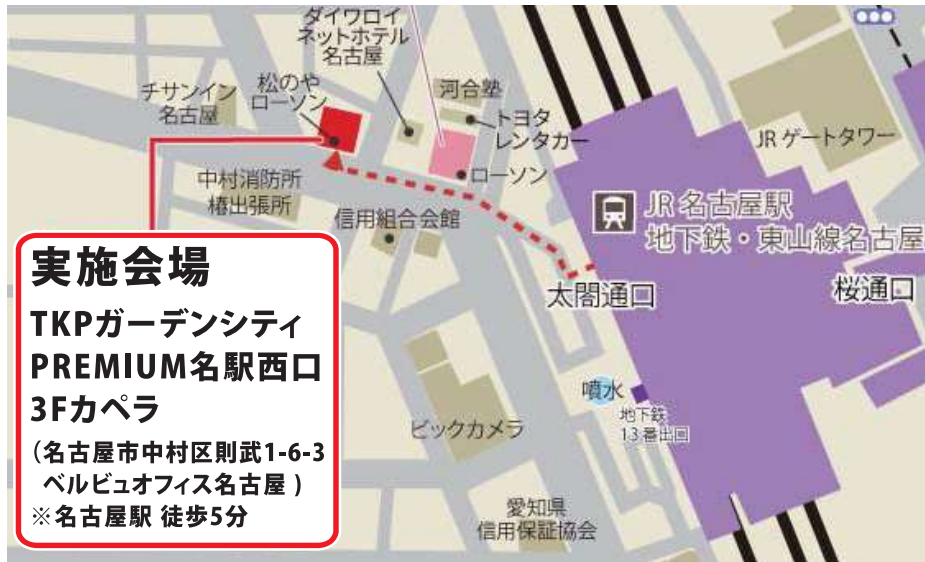 ダイワロイ
ネットホテル
名古屋
松のや
ローソン
チサンイン
名古屋
河合塾
トヨタ
レンタカー
ローソン
JRゲートタワー
中村消防所
椿出張所
信用組合会館
JR名古屋駅
地下鉄・東山線名古屋
太閤通口
桜通口
実施会場
TKPガーデンシティ
PREMIUM名駅西口
3Fカペラ
(名古屋市中村区則武1-6-3
ベルビュオフィス名古屋 )
※名古屋駅 徒歩5分
噴水
地下鉄
13番出口
ビックカメラ
愛知県
信用保証協会